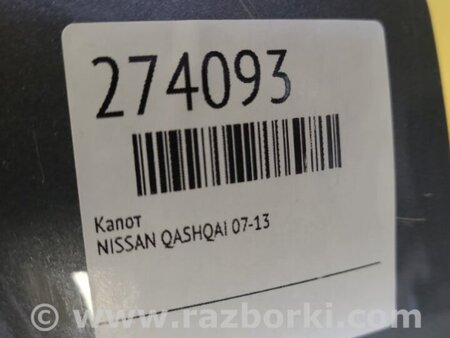 274093
Капот
NISSAN QASHQAI 07-13
© www.razborki.com